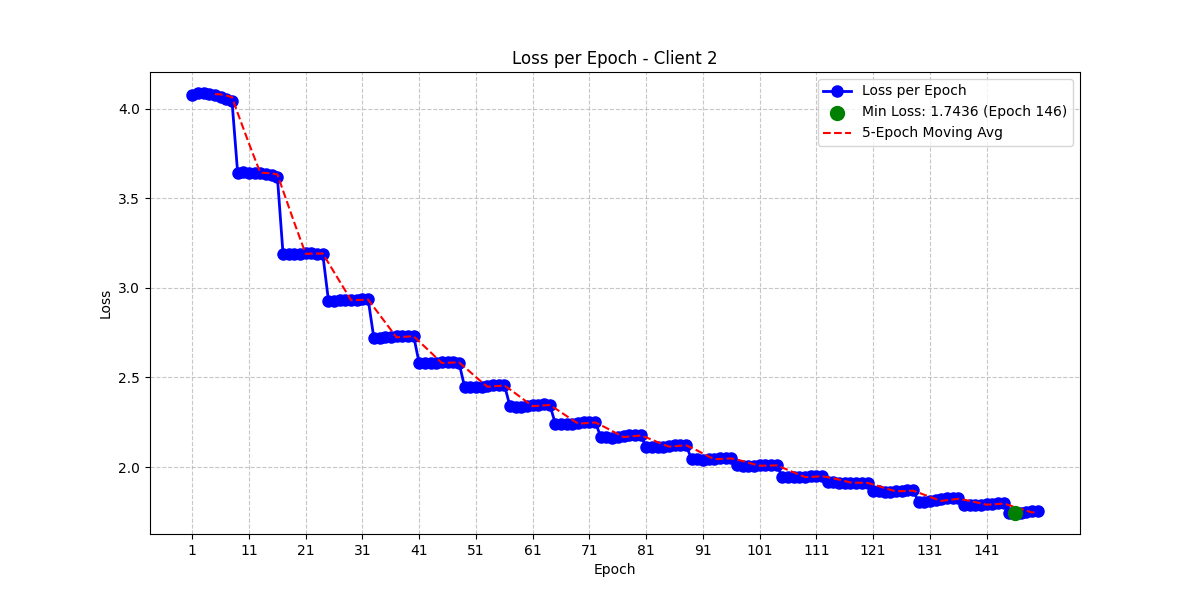 Loss per Epoch - Client 2
Loss per Epoch
Min Loss: 1.7436 (Epoch 146)
5-Epoch Moving Avg
4.0
3.5
3.0
2.5
2.0
Loss
1 11 21 31 41 51 61 71 81 91 101 111 121 131 141
Epoch